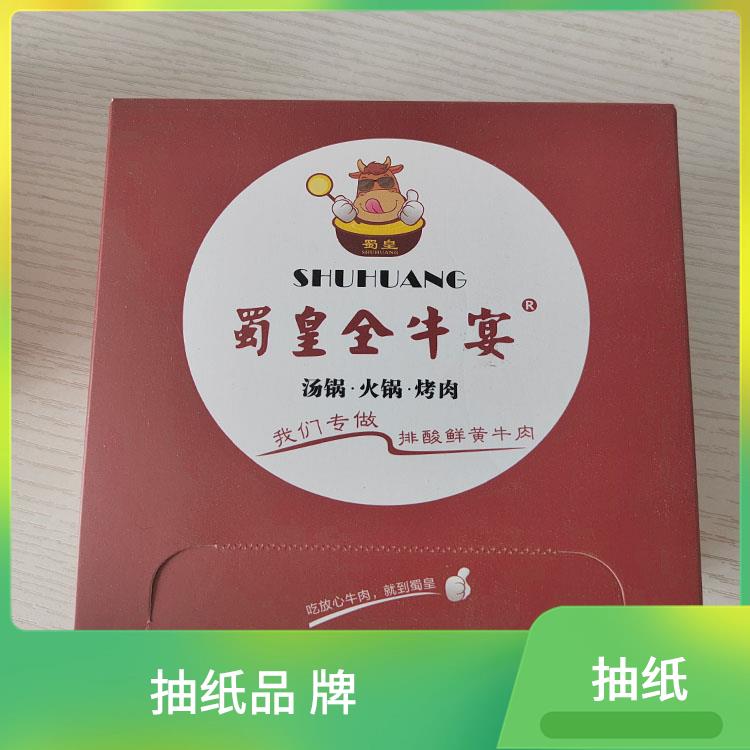 蜀皇
SHUHUANG
SHUHUANG
蜀皇全牛宴®
汤锅·火锅·烤肉
我们专做 排酸鲜黄牛肉
吃放心牛肉，就到蜀皇
抽纸品 牌
抽纸